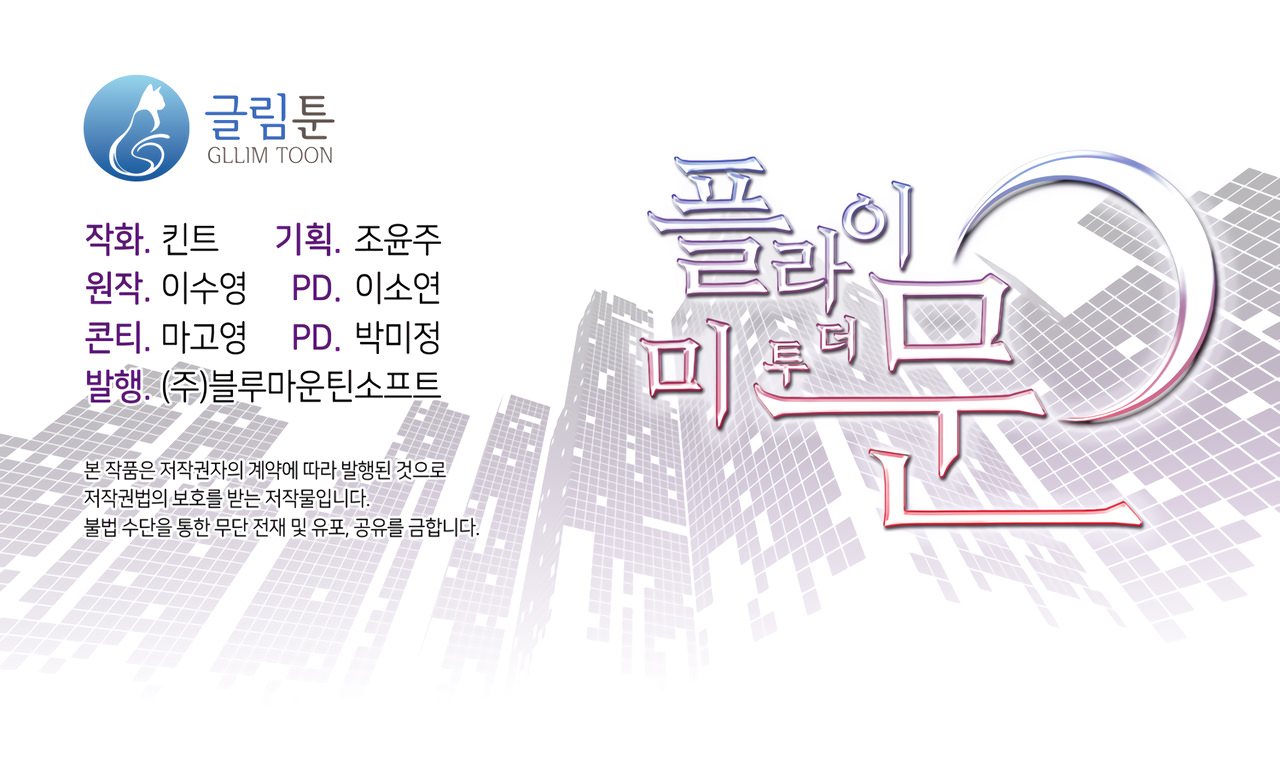 글림툰
GLLIM TOON
작화. 킨트 기획. 조윤주
원작. 이수영 PD. 이소연
콘티. 마고영 PD. 박미정
발행. (주)블루마운틴소프트
본 작품은 저작권자의 계약에 따라 발행된 것으로
저작권법의 보호를 받는 저작물입니다.
불법 수단을 통한 무단 전재 및 유포, 공유를 금합니다.
플라이
미 투 더 문